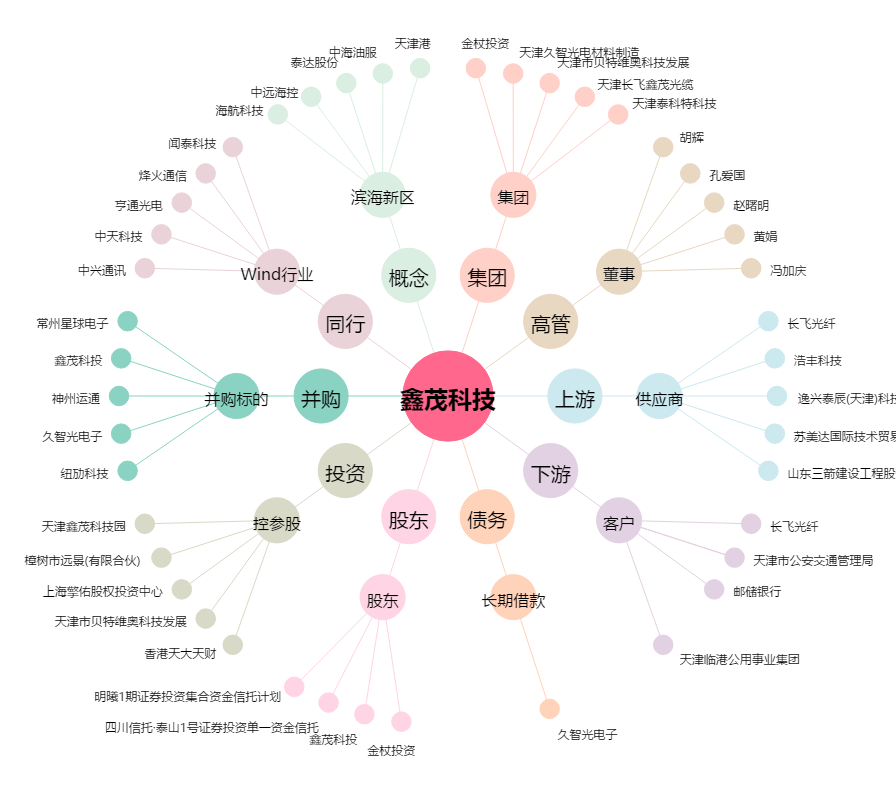 天津港
金杖投资
中海油服
天津久智光电材料制造
泰达股份
天津市贝特维奥科技发展
中远海控
天津长飞鑫茂光缆
海航科技
天津泰科特科技
闻泰科技
胡辉
烽火通信
孔爱国
滨海新区
集团
亨通光电
赵曙明
中天科技
黄娟
中兴通讯
Wind行业
概念
集团
董事
冯加庆
常州星球电子
同行
高管
长飞光纤
鑫茂科投
浩丰科技
神州运通
并购标的
并购
鑫茂科技
上游
供应商
逸兴泰辰(天津)科技
久智光电子
苏美达国际技术贸易
纽劢科技
投资
下游
山东三箭建设工程股
天津鑫茂科技园
控参股
股东
债务
客户
长飞光纤
樟树市远景(有限合伙)
天津市公安交通管理局
上海擎佑股权投资中心
股东
长期借款
邮储银行
天津市贝特维奥科技发展
香港天大天财
天津临港公用事业集团
明曦1期证券投资集合资金信托计划
四川信托·泰山1号证券投资单一资金信托
鑫茂科投
金杖投资
久智光电子